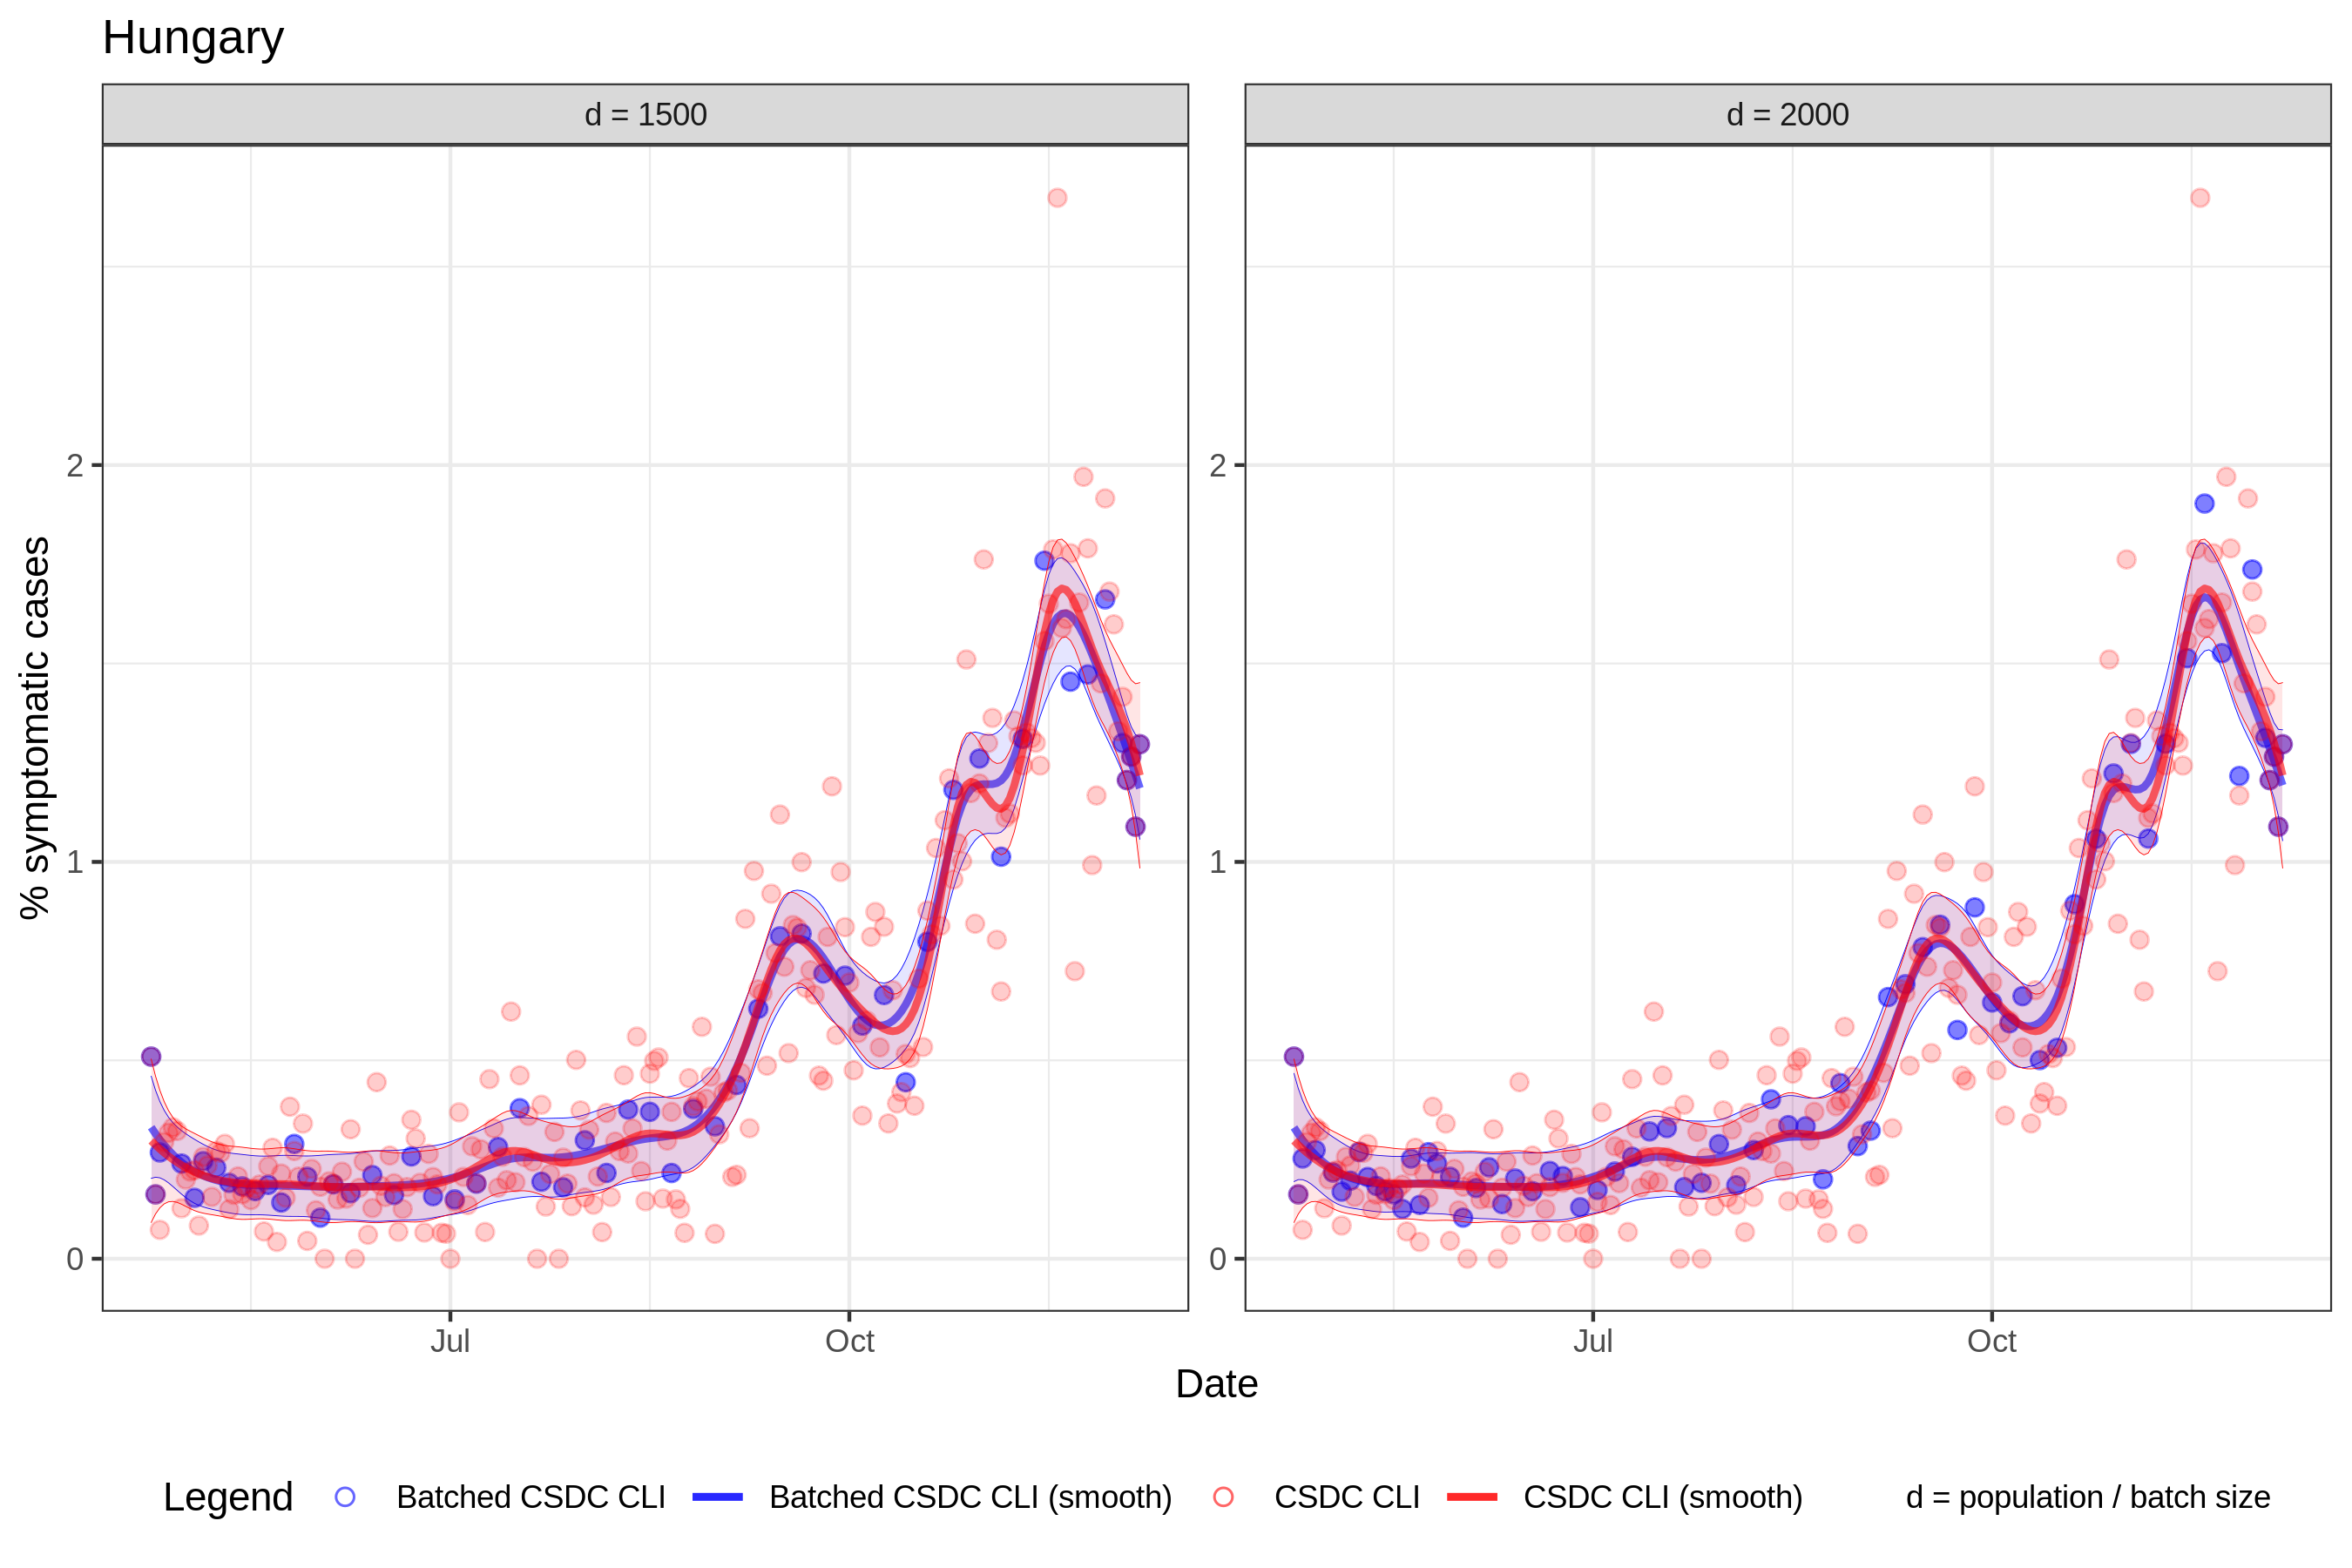 Hungary
d = 1500
d = 2000
% symptomatic cases
2
1
0
2
1
0
Jul
Oct
Jul
Oct
Date
Legend
Batched CSDC CLI
Batched CSDC CLI (smooth)
CSDC CLI
CSDC CLI (smooth)
d = population / batch size